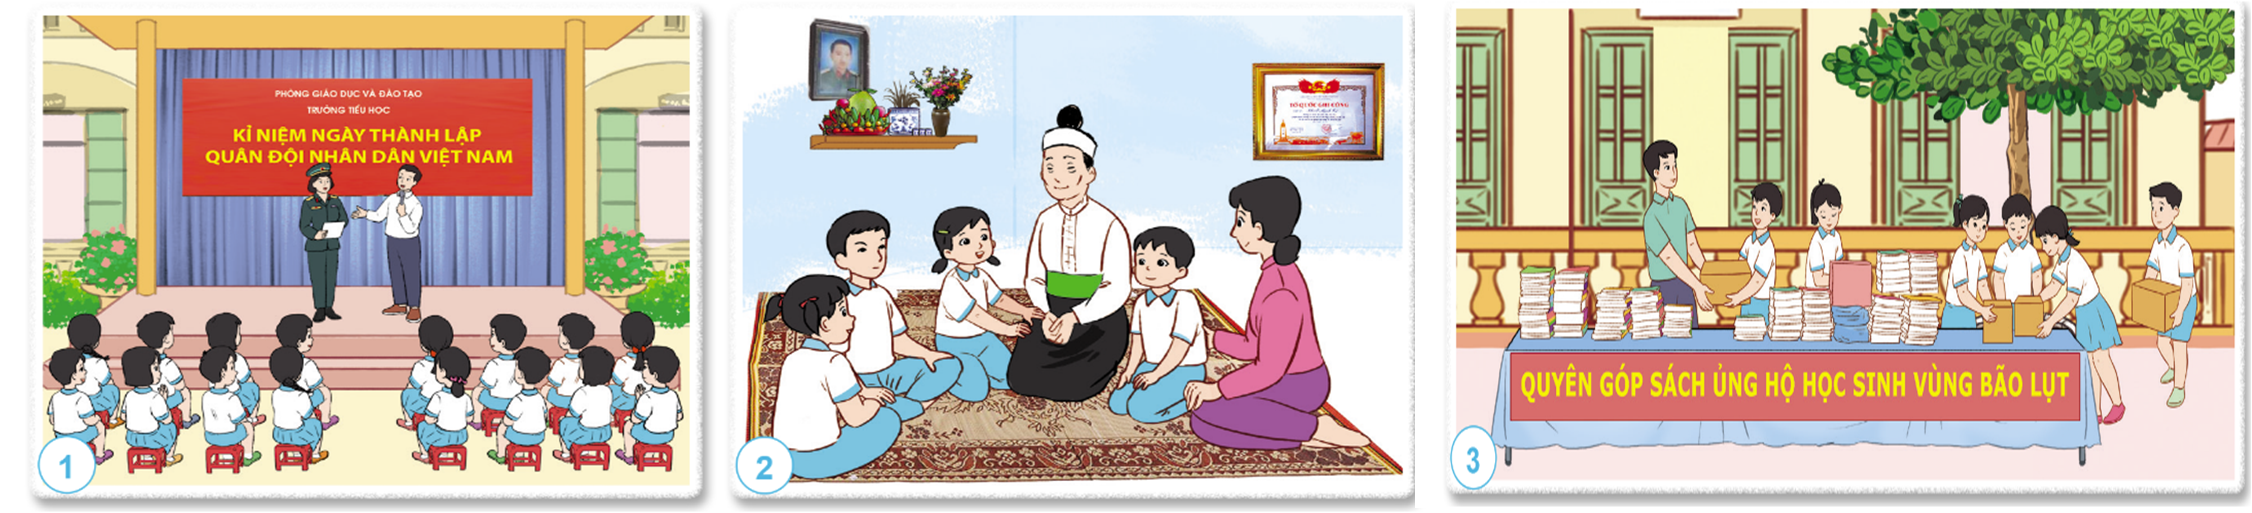 PHÒNG GIÁO DỤC VÀ ĐÀO TẠO
TRƯỜNG TIỂU HỌC
KỈ NIỆM NGÀY THÀNH LẬP
QUÂN ĐỘI NHÂN DÂN VIỆT NAM
1
TỔ QUỐC GHI CÔNG
2
QUYÊN GÓP SÁCH ỦNG HỘ HỌC SINH VÙNG BÃO LỤT
3